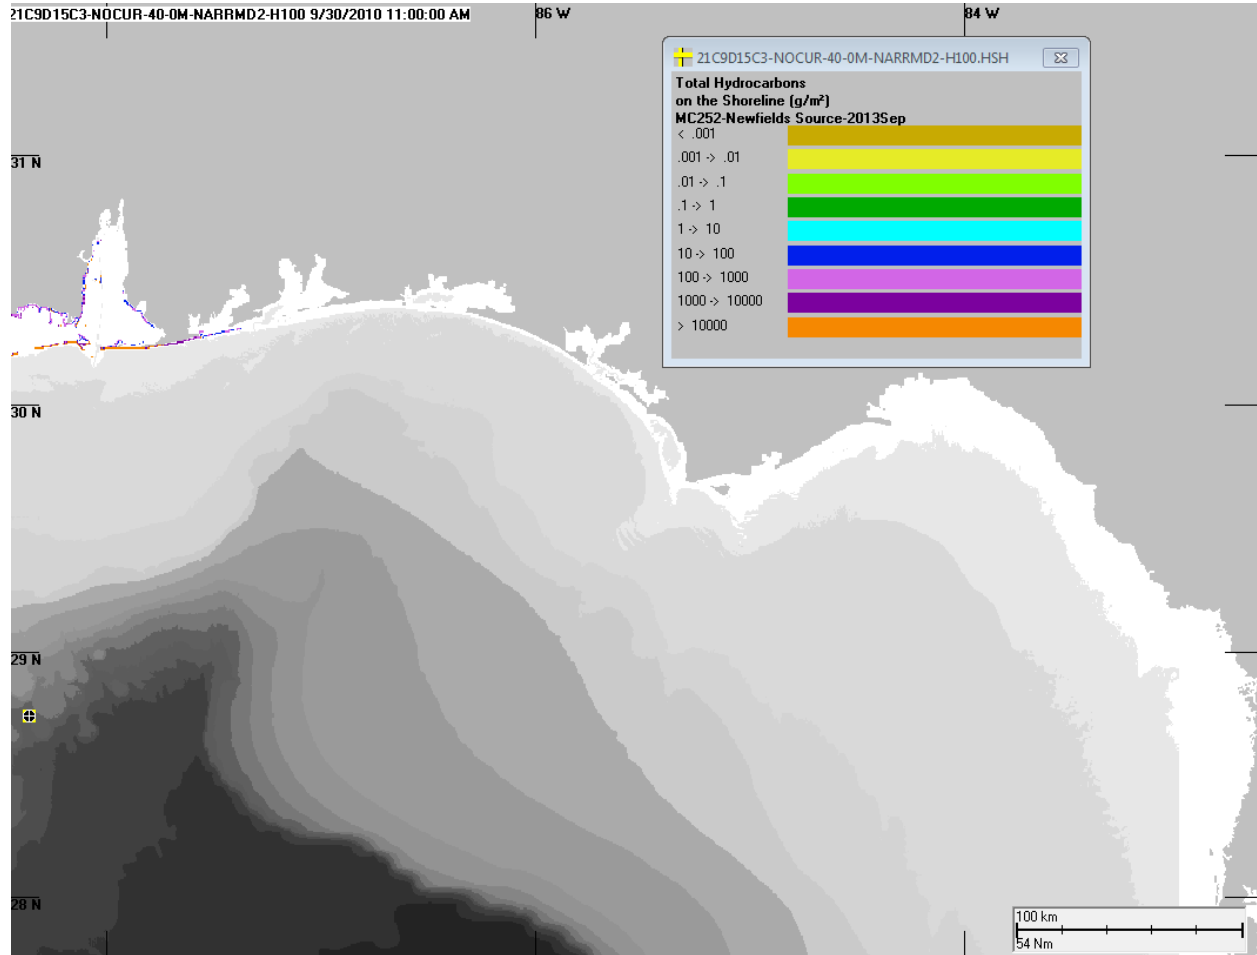 21C9D15C3-NOCUR-40-0M-NARRMD2-H100 9/30/2010 11:00:00 AM
86 W
84 W
21C9D15C3-NOCUR-40-0M-NARRMD2-H100.HSH
Total Hydrocarbons
on the Shoreline (g/m²)
MC252-Newfields Source-2013Sep
< .001
.001 -> .01
.01 -> .1
.1 -> 1
1 -> 10
10 -> 100
100 -> 1000
1000 -> 10000
> 10000
31 N
30 N
29 N
28 N
100 km
54 Nm